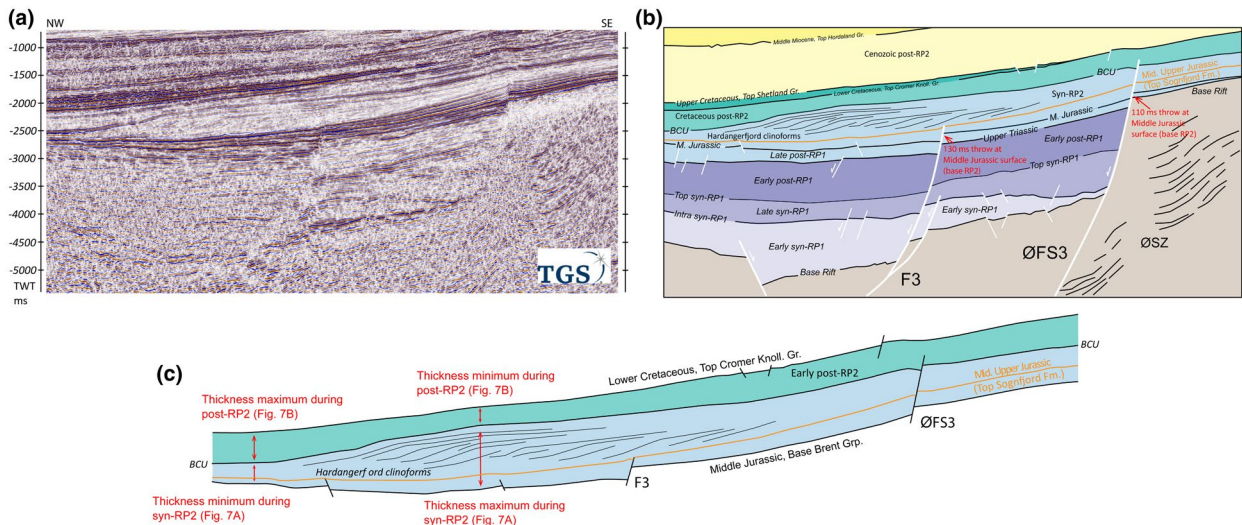 (a)
NW
SE
-1000
-1500
-2000
-2500
-3000
-3500
-4000
-4500
-5000
TWT
ms
TGS
(b)
Middle Miocene, Top Hordaland Gr.
Cenozoic post-RP2
Upper Cretaceous, Top Shetland Gr.
Lower Cretaceous, Top Cromer Knoll. Gr.
Cretaceous post-RP2
BCU
BCU
Mid. Upper Jurassic
(Top Sognfjord Fm.)
Syn-RP2
Base Rift
Hardangerfjord clinoforms
M. Jurassic
M. Jurassic
110 ms throw at
Middle Jurassic
surface (base RP2)
Upper Triassic
Late post-RP1
130 ms throw at
Middle Jurassic surface
(base RP2)
Early post-RP1
Early post-RP1
Top syn-RP1
Top syn-RP1
Late syn-RP1
Intra syn-RP1
Early syn-RP1
Early syn-RP1
Base Rift
F3
ØFS3
ØSZ
(c)
Thickness maximum during
post-RP2 (Fig. 7B)
Thickness minimum during
post-RP2 (Fig. 7B)
Lower Cretaceous, Top Cromer Knoll. Gr.
Early post-RP2
BCU
Mid. Upper Jurassic
(Top Sognfjord Fm.)
ØFS3
BCU
Hardangerf ord clinoforms
Middle Jurassic, Base Brent Grp.
F3
Thickness minimum during
syn-RP2 (Fig. 7A)
Thickness maximum during
syn-RP2 (Fig. 7A)